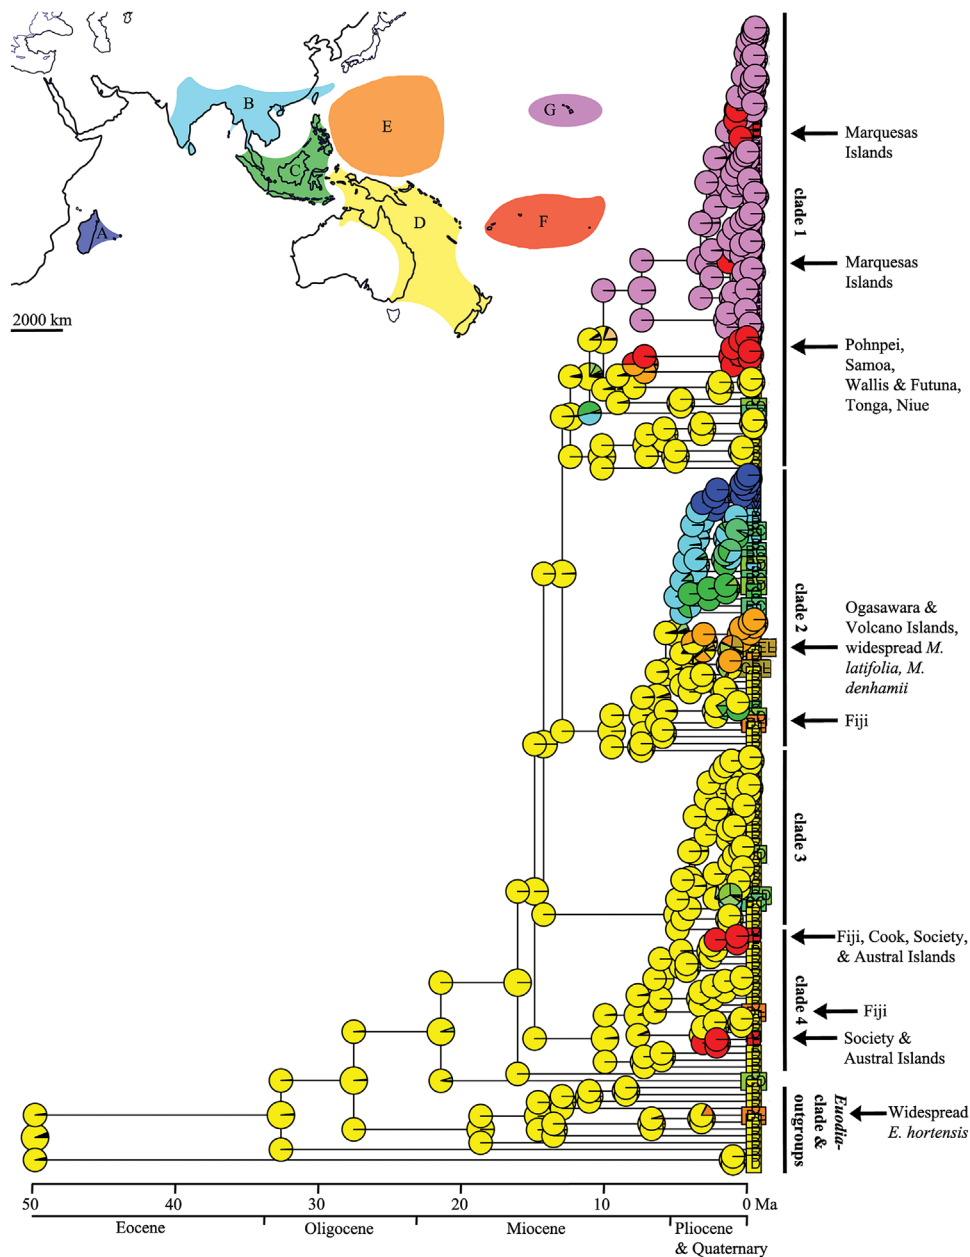 B
E
G
C
A
D
F
2000 km
Marquesas
Islands
clade 1
Marquesas
Islands
Pohnpei,
Samoa,
Wallis & Futuna,
Tonga, Niue
clade 2
Ogasawara &
Volcano Islands,
widespread M.
latifolia, M.
denhamii
Fiji
clade 3
Fiji, Cook, Society,
& Austral Islands
clade 4
Fiji
Society &
Austral Islands
Euodia-
clade &
outgroups
Widespread
E. hortensis
50 40 30 20 10 0 Ma
Eocene Oligocene Miocene Pliocene
& Quaternary